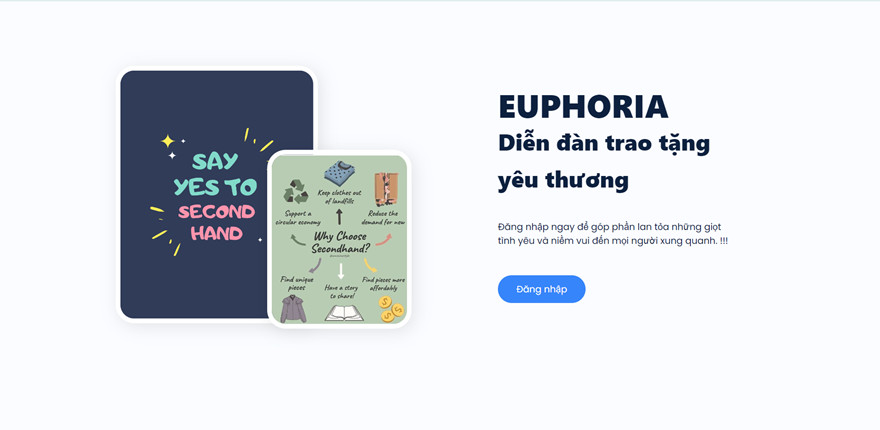 SAY
YES TO
SECOND
HAND
Keep clothes out
of landfills
Support a
circular economy
Reduce the
demand for new
Why Choose
Secondhand?
Find unique
pieces
Have a story
to share!
Find pieces more
affordably
EUPHORIA
Diễn đàn trao tặng
yêu thương
Đăng nhập ngay để góp phần lan tỏa những giọt
tình yêu và niềm vui đến mọi người xung quanh. !!!
Đăng nhập